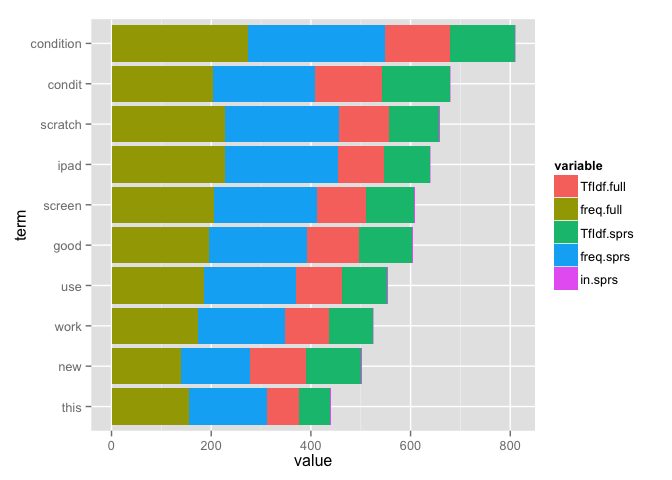 condition
condit
scratch
ipad
screen
good
use
work
new
this
term
0 200 400 600 800
value
variable
TfIdf.full
freq.full
TfIdf.sprs
freq.sprs
in.sprs